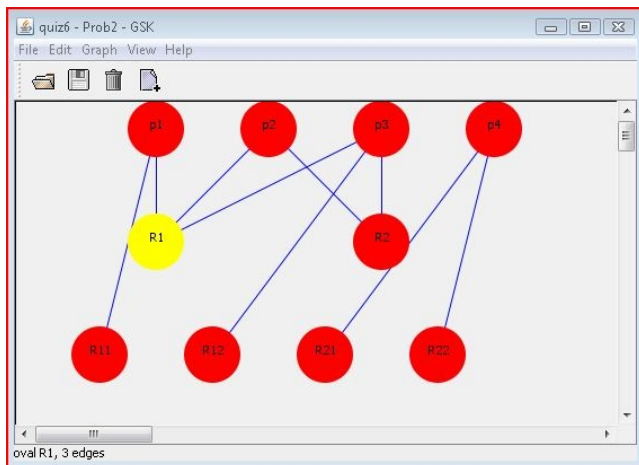 quiz6 - Prob2 - GSK
File Edit Graph View Help
p1 p2 p3 p4
R1 R2
R11 R12 R21 R22
oval R1, 3 edges